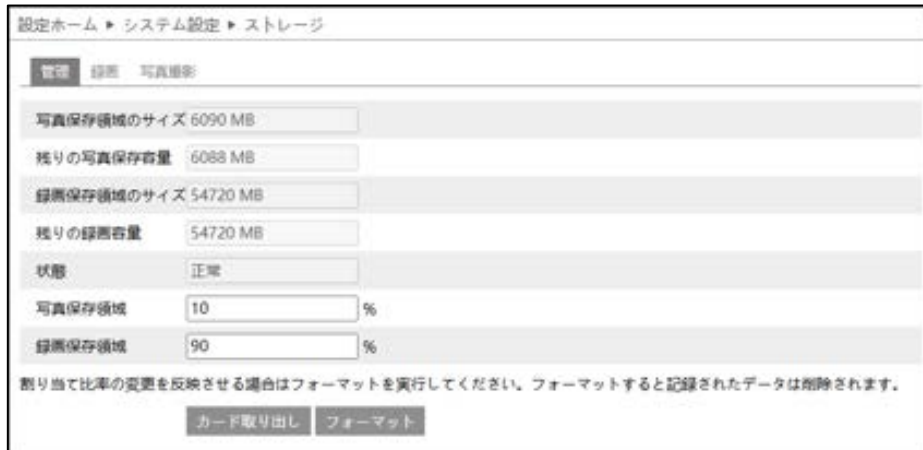 設定ホーム ▶ システム設定 ▶ ストレージ
管理 録画 写真撮影
写真保存領域のサイズ 6090 MB
残りの写真保存容量 6088 MB
録画保存領域のサイズ 54720 MB
残りの録画容量 54720 MB
状態 正常
写真保存領域 10 %
録画保存領域 90 %
割り当て比率の変更を反映させる場合はフォーマットを実行してください。フォーマットすると記録されたデータは削除されます。
カード取り出し フォーマット